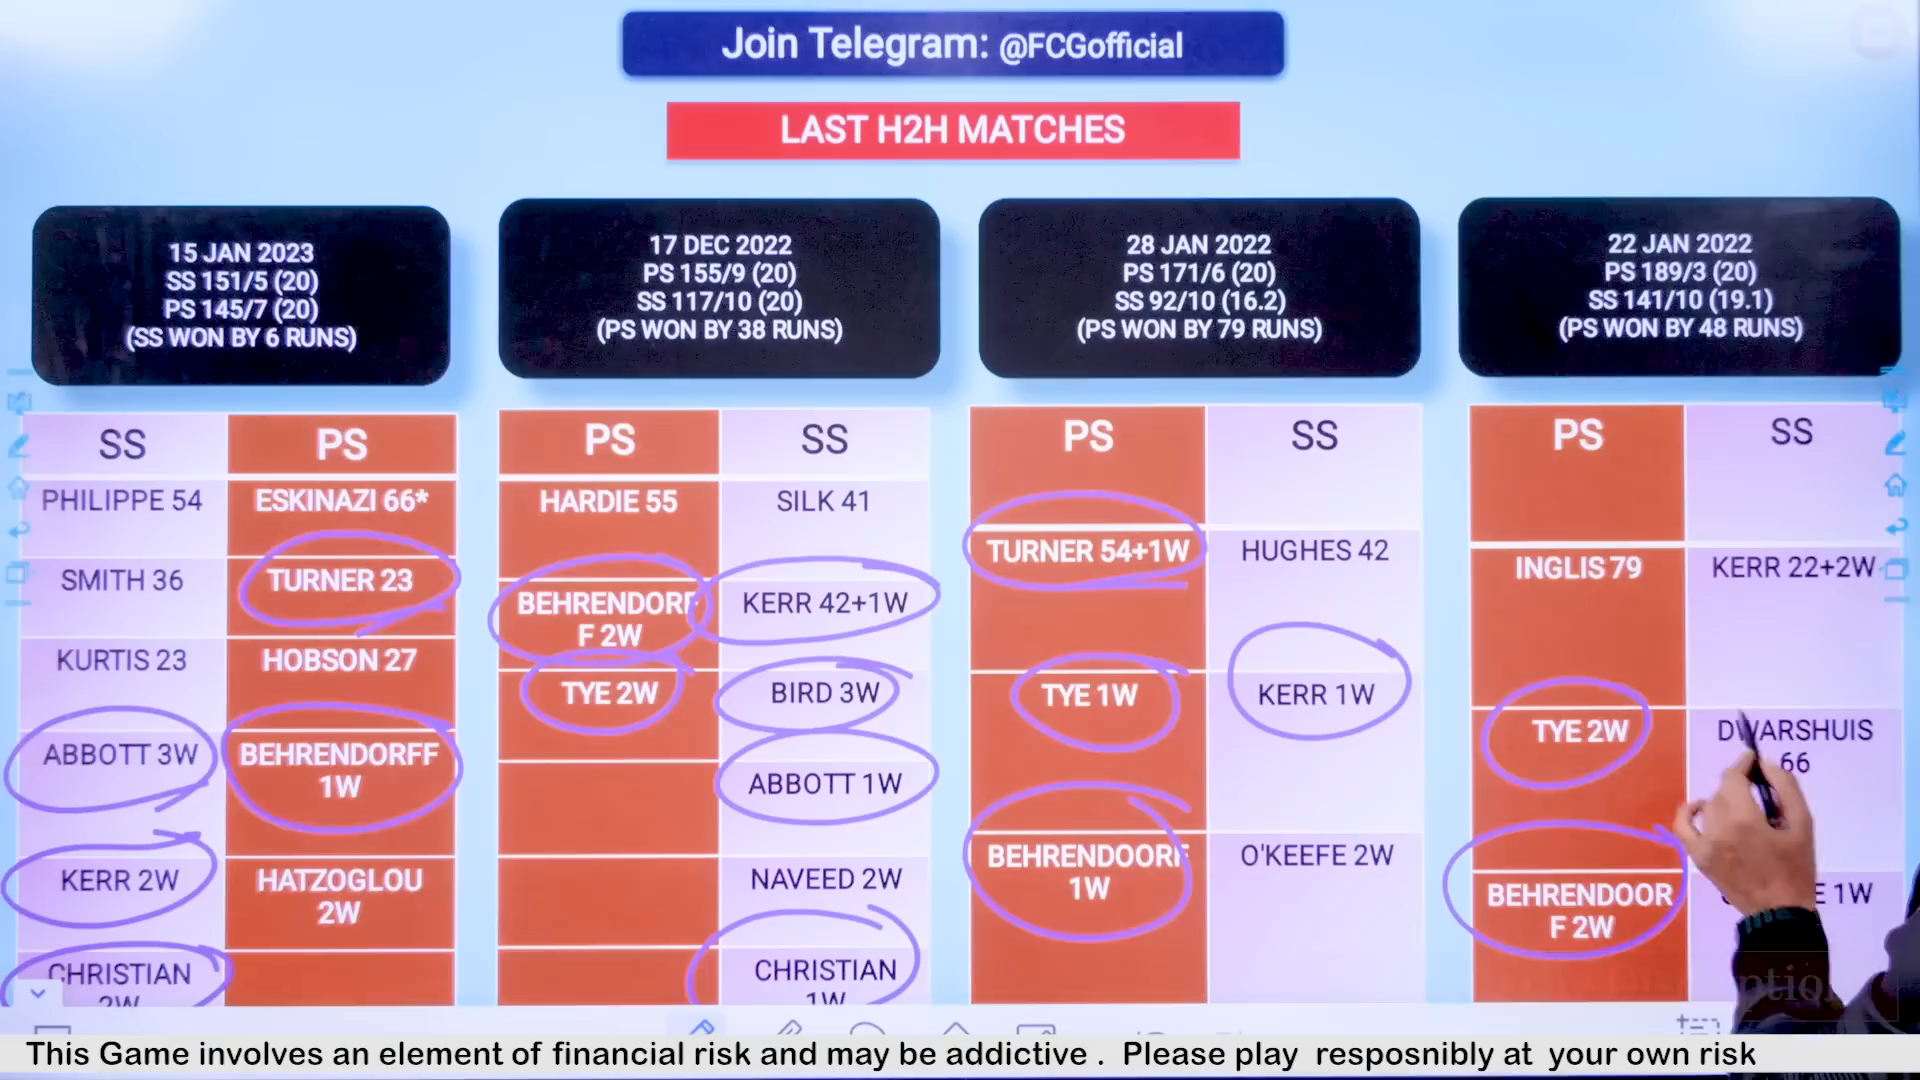 Join Telegram: @FCGofficial
LAST H2H MATCHES
15 JAN 2023
SS 151/5 (20)
PS 145/7 (20)
(SS WON BY 6 RUNS)
17 DEC 2022
PS 155/9 (20)
SS 117/10 (20)
(PS WON BY 38 RUNS)
28 JAN 2022
PS 171/6 (20)
SS 92/10 (16.2)
(PS WON BY 79 RUNS)
22 JAN 2022
PS 189/3 (20)
SS 141/10 (19.1)
(PS WON BY 48 RUNS)
SS PS
PHILIPPE 54 ESKINAZI 66*
SMITH 36 TURNER 23
KURTIS 23 HOBSON 27
ABBOTT 3W BEHRENDORFF
1W
KERR 2W HATZOGLOU
2W
CHRISTIAN
2W
PS SS
HARDIE 55 SILK 41
BEHRENDORF
F 2W
KERR 42+1W
TYE 2W BIRD 3W
ABBOTT 1W
NAVEED 2W
CHRISTIAN
1W
PS SS
TURNER 54+1W HUGHES 42
TYE 1W KERR 1W
BEHRENDOORF
1W
O'KEEFE 2W
PS SS
INGLIS 79 KERR 22+2W
TYE 2W DWARSHUIS
66
BEHRENDOOR
F 2W
E 1W
This Game involves an element of financial risk and may be addictive . Please play resposnibly at your own risk